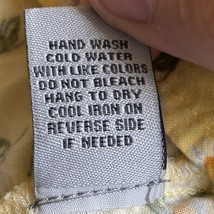 HAND WASH
COLD WATER
WITH LIKE COLORS
DO NOT BLEACH
HANG TO DRY
COOL IRON ON
REVERSE SIDE
IF NEEDED